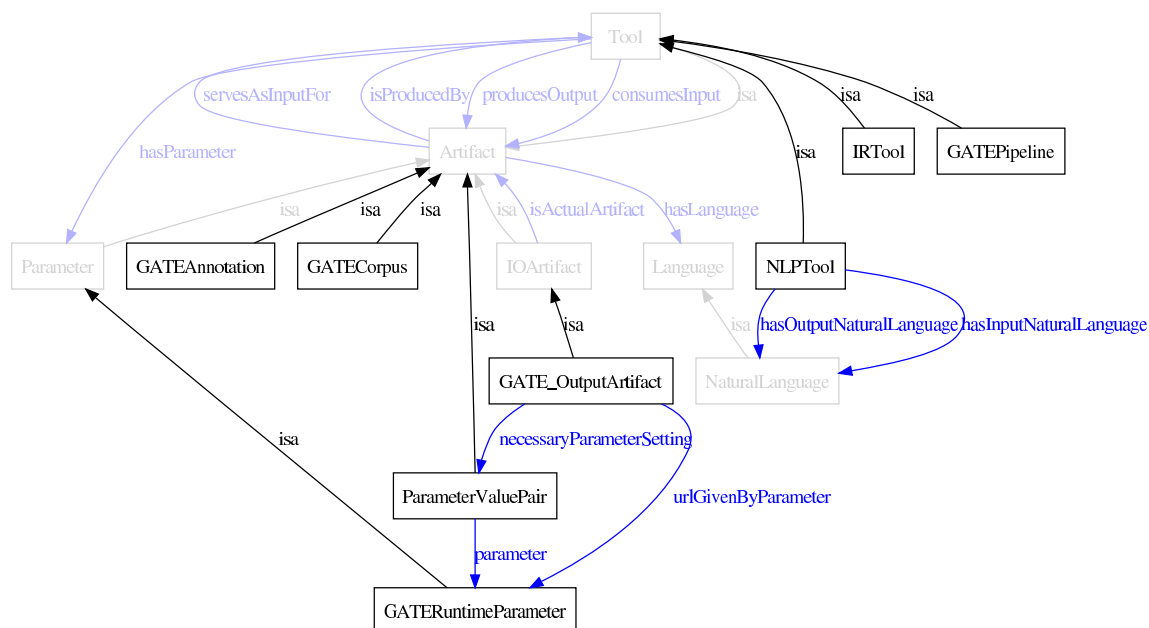 Tool
servesAsInputFor
isProducedBy
producesOutput
consumesInput
isa
isa
isa
hasParameter
Artifact
isa
IRTool
GATEPipeline
isa
isa
isa
isa
isActualArtifact
hasLanguage
Parameter
GATEAnnotation
GATECorpus
IOArtifact
Language
NLPTool
isa
isa
isa
hasOutputNaturalLanguage
hasInputNaturalLanguage
GATE_OutputArtifact
NaturalLanguage
isa
necessaryParameterSetting
ParameterValuePair
urlGivenByParameter
parameter
GATERuntimeParameter